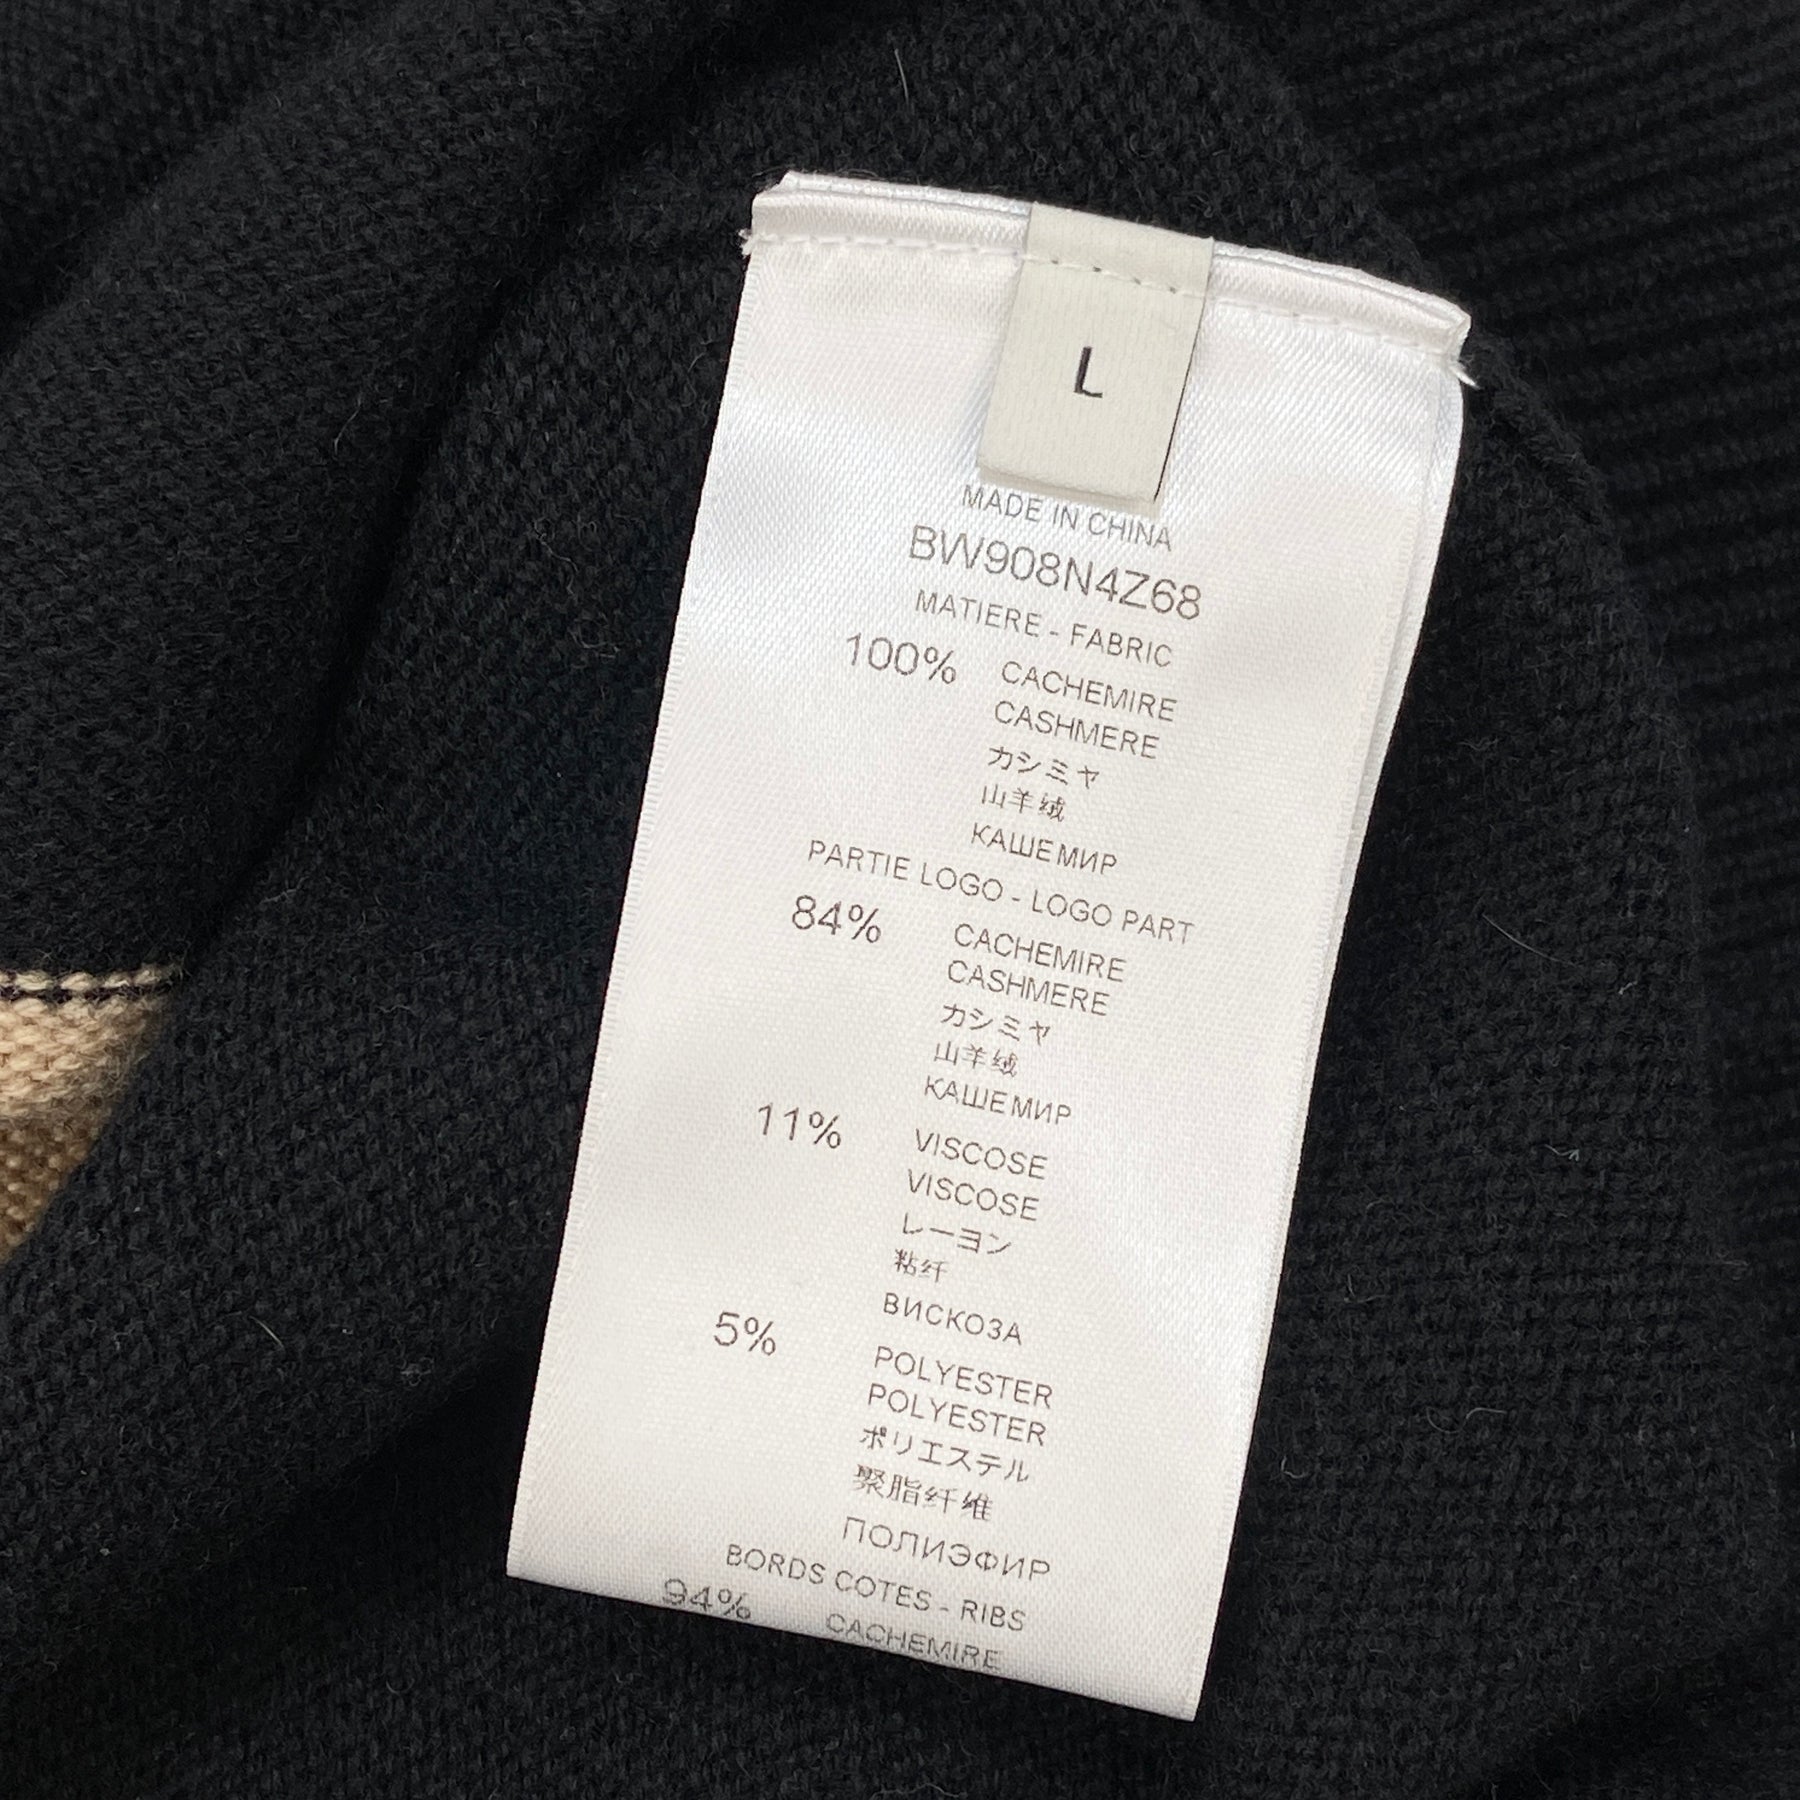 L
MADE IN CHINA
BW908N4Z68
MATIERE - FABRIC
100% CACHEMIRE
CASHMERE
カシミヤ
山羊绒
КАШЕМИР
PARTIE LOGO - LOGO PART
84% CACHEMIRE
CASHMERE
カシミヤ
山羊绒
КАШЕМИР
11% VISCOSE
VISCOSE
レーヨン
粘纤
ВИСКОЗА
5% POLYESTER
POLYESTER
ポリエステル
聚脂纤维
ПОЛИЭФИР
BORDS COTES - RIBS
94% CACHEMIRE